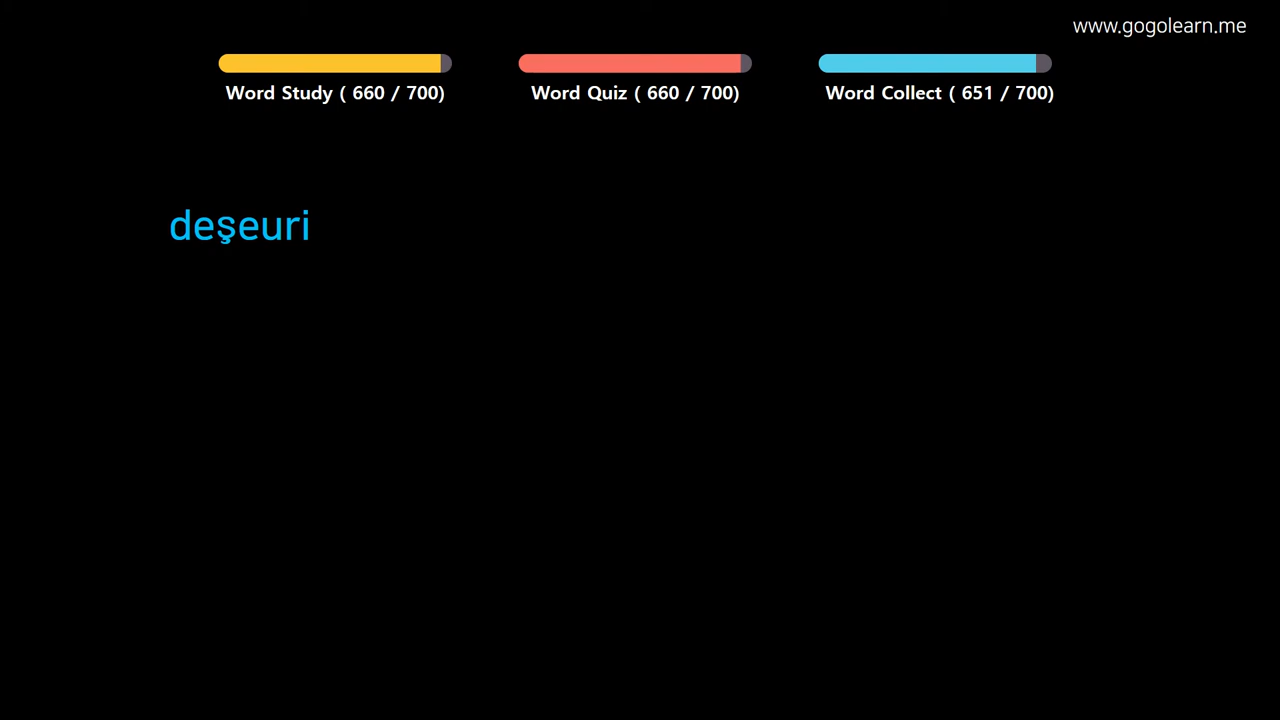 www.gogolearn.me
Word Study ( 660 / 700)
Word Quiz ( 660 / 700)
Word Collect ( 651 / 700)
deşeuri